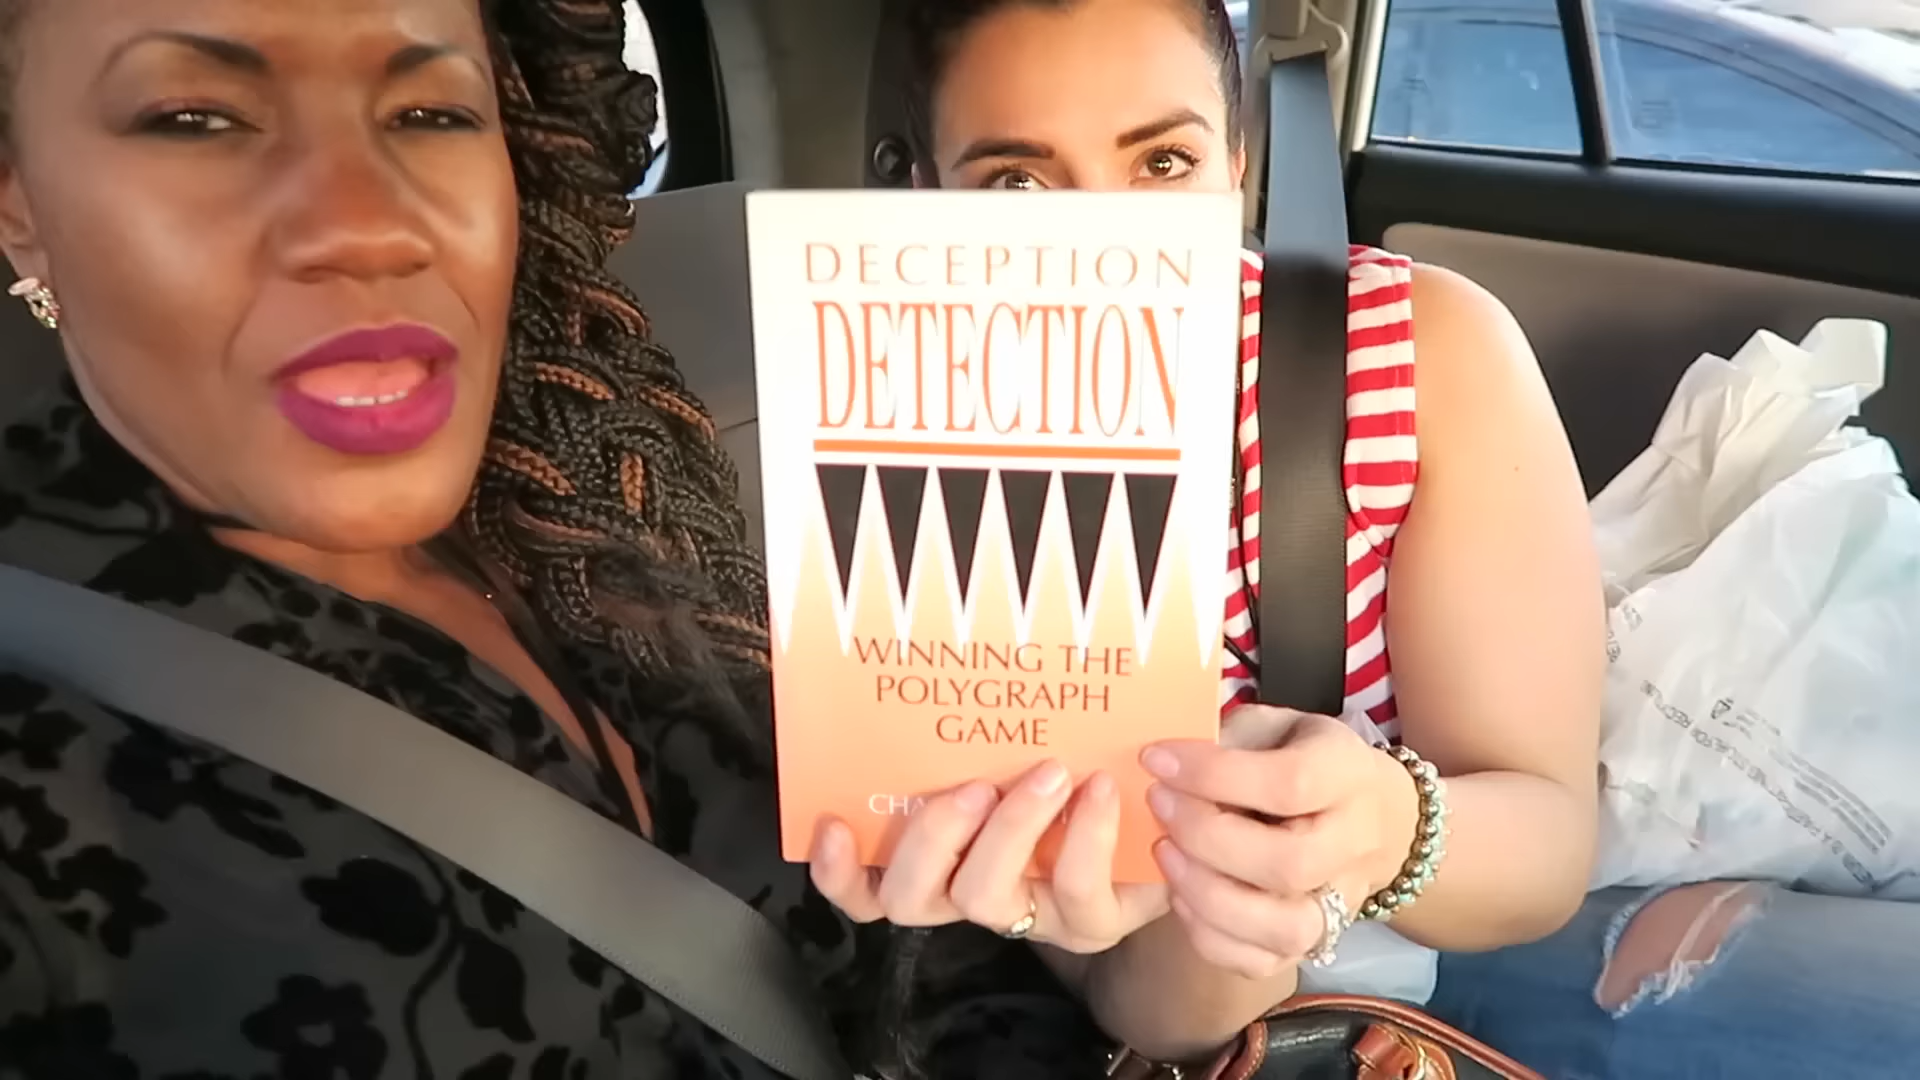 DECEPTION
DETECTION
WINNING THE
POLYGRAPH
GAME